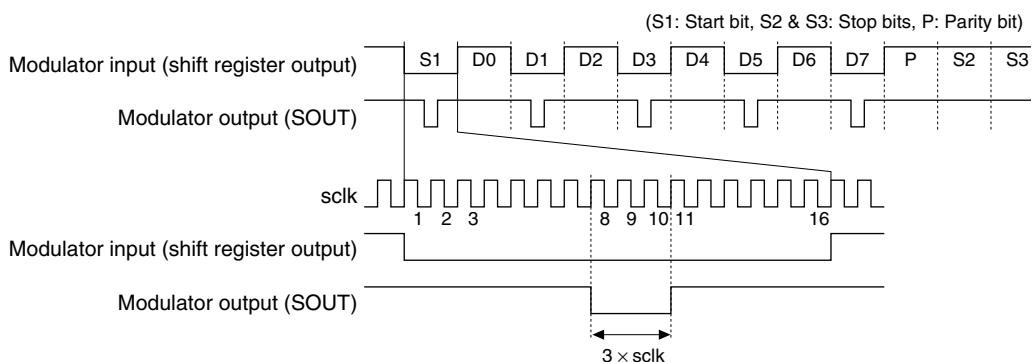 (S1: Start bit, S2 & S3: Stop bits, P: Parity bit)
Modulator input (shift register output) S1 D0 D1 D2 D3 D4 D5 D6 D7 P S2 S3
Modulator output (SOUT)
sclk
1 2 3 8 9 10 11 16
Modulator input (shift register output)
Modulator output (SOUT)
3 × sclk